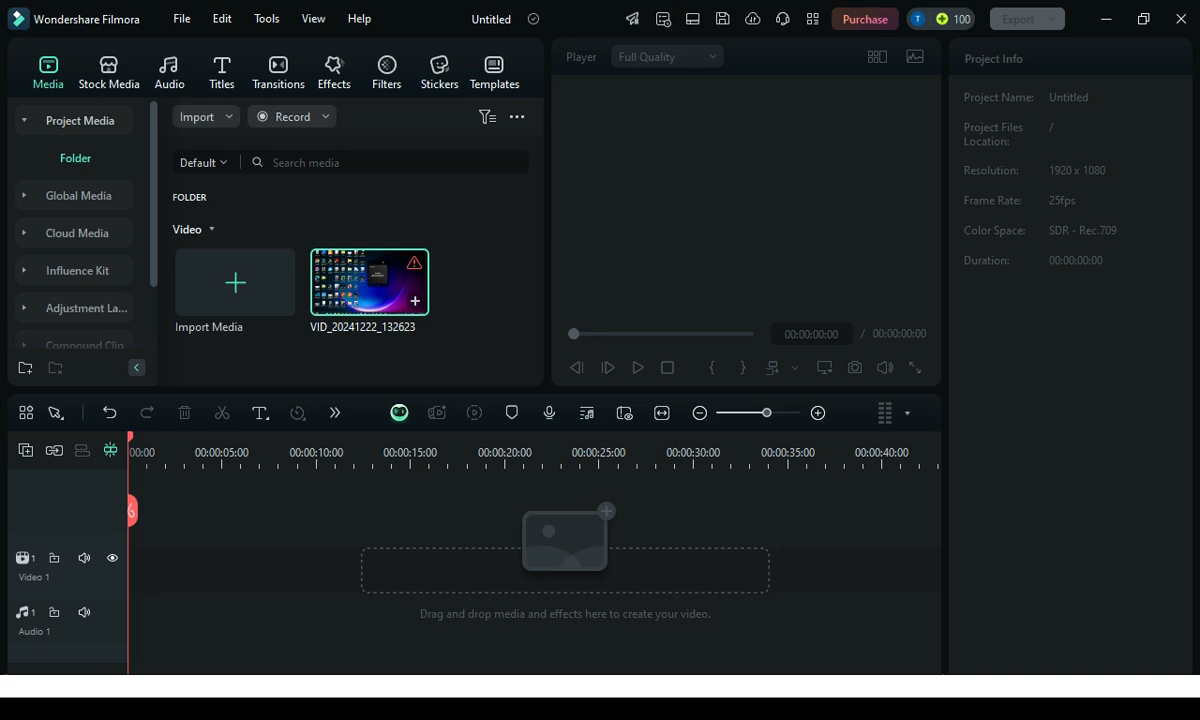 Wondershare Filmora
File
Edit
Tools
View
Help
Untitled
Purchase
T
100
Export
Media
Stock Media
Audio
Titles
Transitions
Effects
Filters
Stickers
Templates
Player
Full Quality
Project Info
Project Media
Folder
Global Media
Cloud Media
Influence Kit
Adjustment La...
Compound Clip
Import
Record
Default
Search media
FOLDER
Video
Import Media
VID_20241222_132623
00:00:00:00 / 00:00:00:00
Project Name: Untitled
Project Files Location: /
Resolution: 1920 x 1080
Frame Rate: 25fps
Color Space: SDR - Rec.709
Duration: 00:00:00:00
00:00
00:00:05:00
00:00:10:00
00:00:15:00
00:00:20:00
00:00:25:00
00:00:30:00
00:00:35:00
00:00:40:00
1
Video 1
1
Audio 1
Drag and drop media and effects here to create your video.